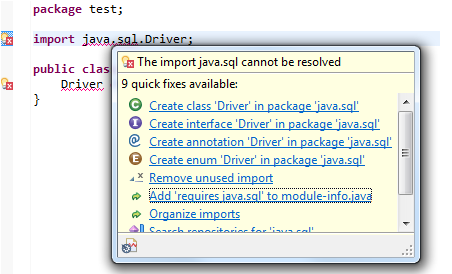 package test;
import java.sql.Driver;
public class
Driver
}
The import java.sql cannot be resolved
9 quick fixes available:
Create class 'Driver' in package 'java.sql'
Create interface 'Driver' in package 'java.sql'
Create annotation 'Driver' in package 'java.sql'
Create enum 'Driver' in package 'java.sql'
Remove unused import
Add 'requires java.sql' to module-info.java
Organize imports
Search repositories for 'java.sql'